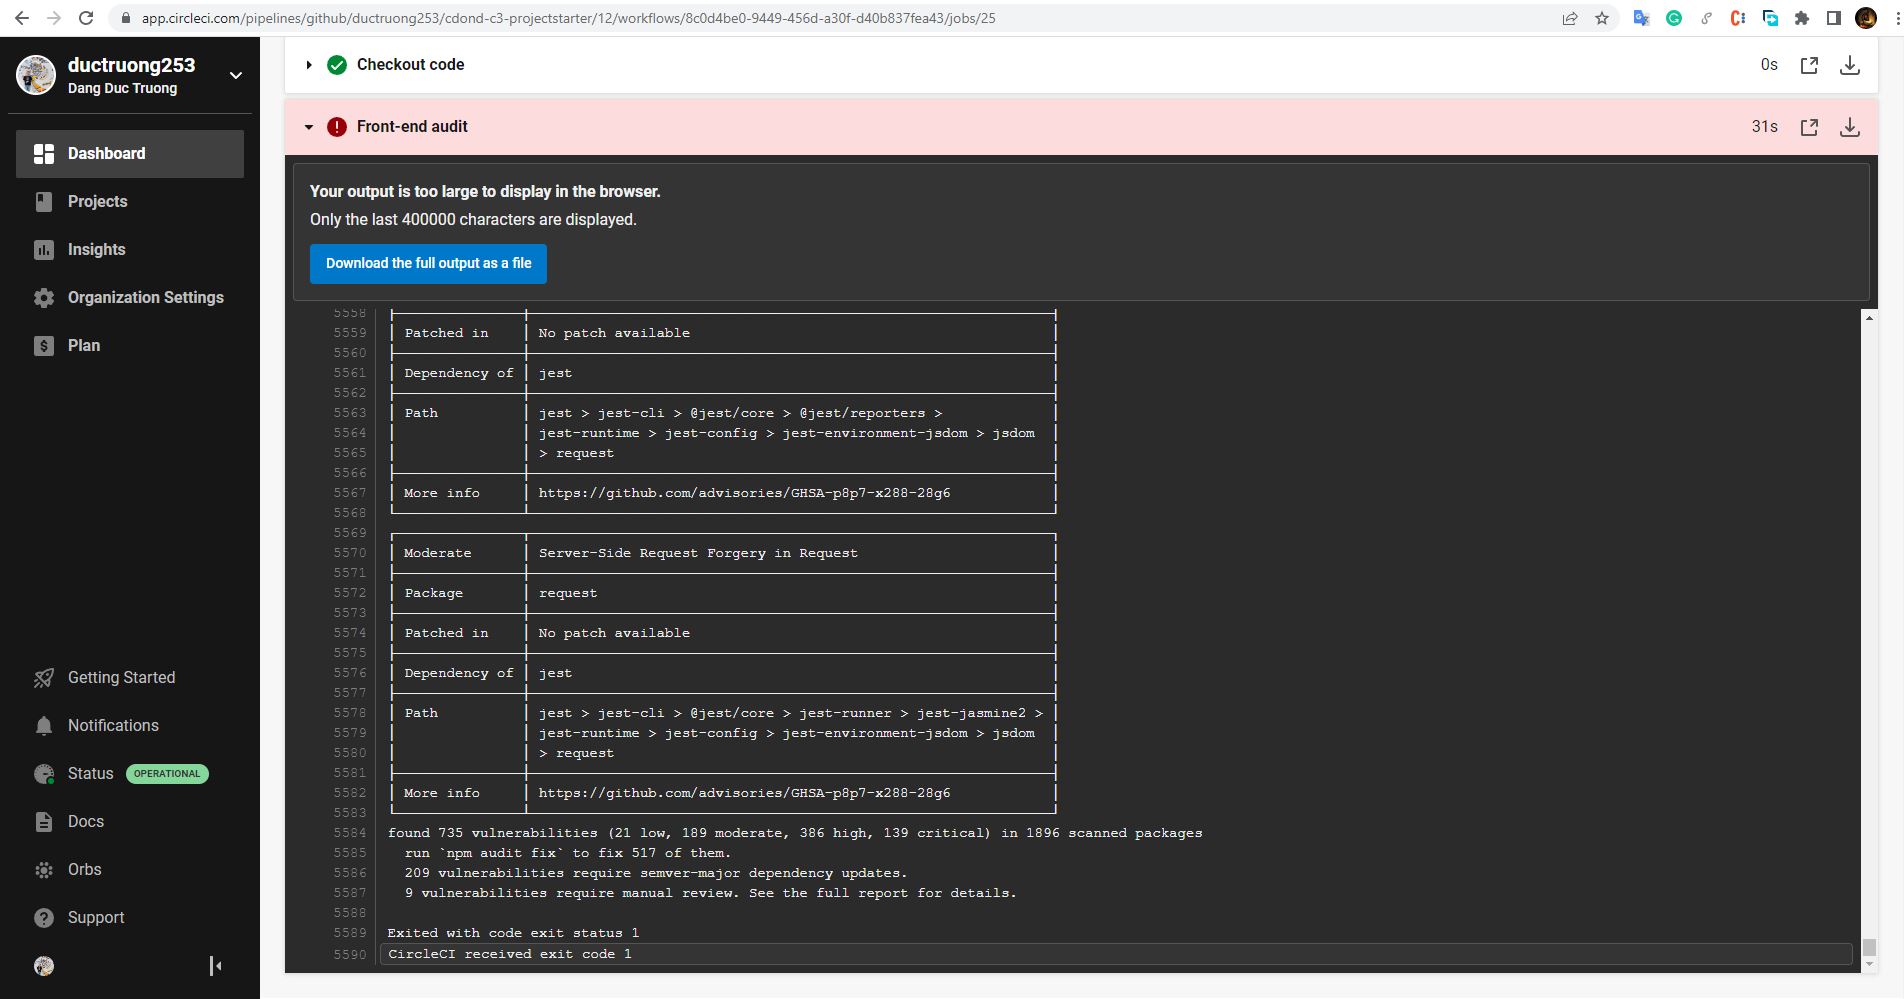 app.circleci.com/pipelines/github/ductruong253/cdond-c3-projectstarter/12/workflows/8c0d4be0-9449-456d-a30f-d40b837fea43/jobs/25
ductruong253
Dang Duc Truong
Dashboard
Projects
Insights
Organization Settings
Plan
Getting Started
Notifications
Status OPERATIONAL
Docs
Orbs
Support
Checkout code 0s
Front-end audit 31s
Your output is too large to display in the browser.
Only the last 400000 characters are displayed.
Download the full output as a file
5558
5559 Patched in No patch available
5560
5561 Dependency of jest
5562
5563 Path jest > jest-cli > @jest/core > @jest/reporters >
5564 jest-runtime > jest-config > jest-environment-jsdom > jsdom
5565 > request
5566
5567 More info https://github.com/advisories/GHSA-p8p7-x288-28g6
5568
5569
5570 Moderate Server-Side Request Forgery in Request
5571
5572 Package request
5573
5574 Patched in No patch available
5575
5576 Dependency of jest
5577
5578 Path jest > jest-cli > @jest/core > jest-runner > jest-jasmine2 >
5579 jest-runtime > jest-config > jest-environment-jsdom > jsdom
5580 > request
5581
5582 More info https://github.com/advisories/GHSA-p8p7-x288-28g6
5583
5584 found 735 vulnerabilities (21 low, 189 moderate, 386 high, 139 critical) in 1896 scanned packages
5585 run `npm audit fix` to fix 517 of them.
5586 209 vulnerabilities require semver-major dependency updates.
5587 9 vulnerabilities require manual review. See the full report for details.
5588
5589 Exited with code exit status 1
5590 CircleCI received exit code 1